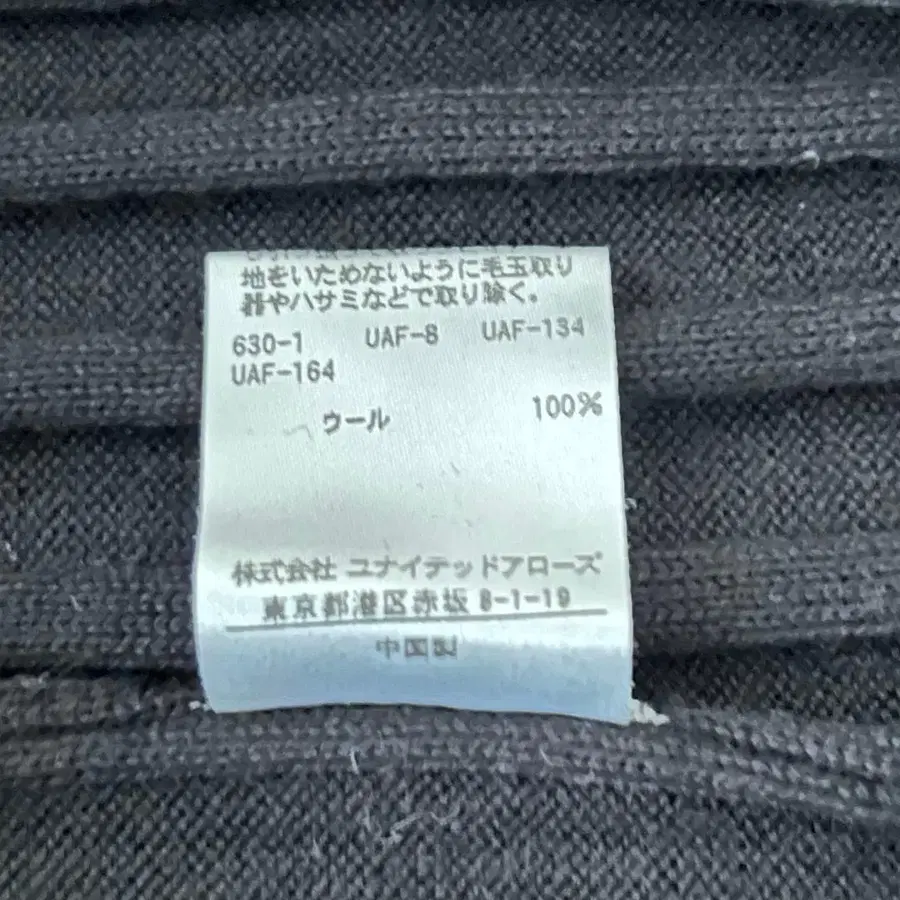 地をいためないように毛玉取り
器やハサミなどで取り除く。
630-1 UAF-8 UAF-134
UAF-164
ウール 100%
株式会社 ユナイテッドアローズ
東京都港区赤坂 8-1-19
中国製